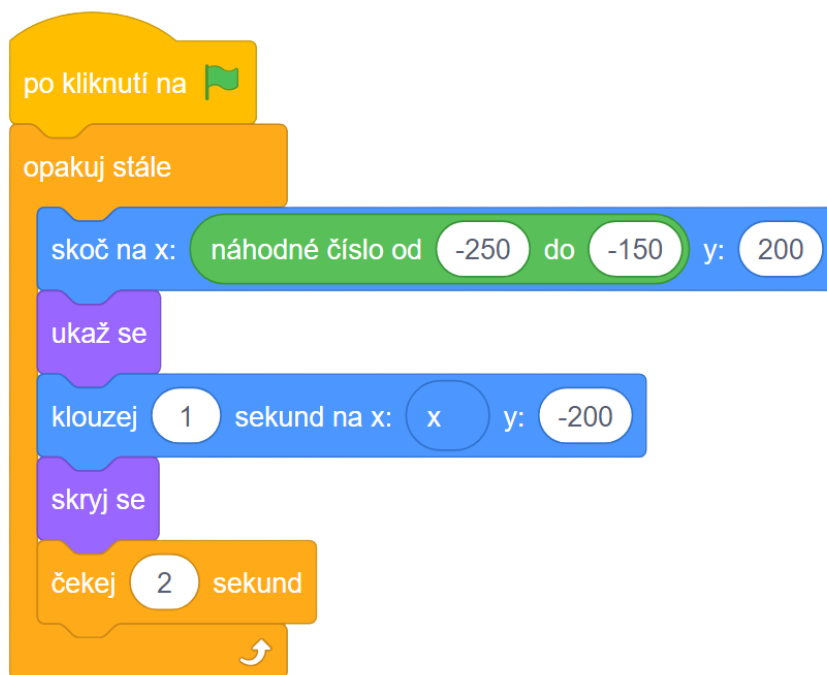 po kliknutí na
opakuj stále
skoč na x: náhodné číslo od -250 do -150 y: 200
ukaž se
klouzej 1 sekund na x: x y: -200
skryj se
čekej 2 sekund